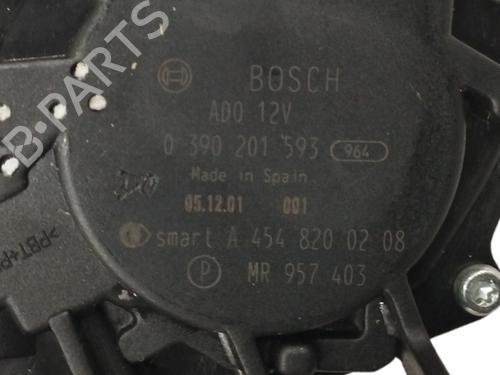 BOSCH
ADO 12V
0 390 201 593 964
Made in Spain
05.12.01 001
smart A 454 820 02 08
P MR 957 403
>PBT+P
B-PARTS